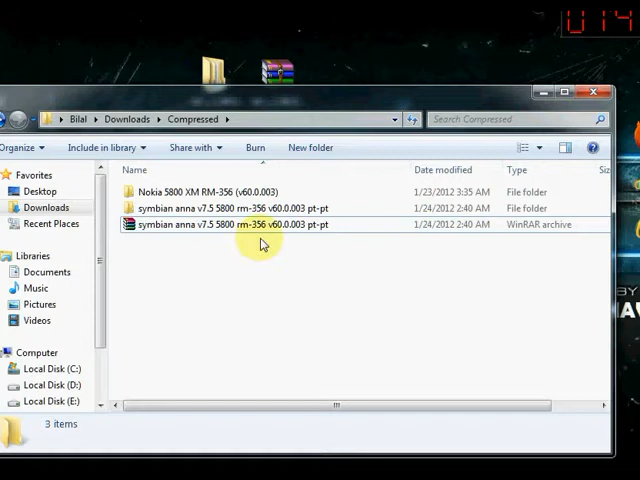 U14
Bilal Downloads Compressed Search Compressed
Organize Include in library Share with Burn New folder
Favorites
Desktop
Downloads
Recent Places
Libraries
Documents
Music
Pictures
Videos
Computer
Local Disk (C:)
Local Disk (D:)
Local Disk (E:)
Name Date modified Type Siz
Nokia 5800 XM RM-356 (v60.0.003) 1/23/2012 3:35 AM File folder
symbian anna v7.5 5800 rm-356 v60.0.003 pt-pt 1/24/2012 2:40 AM File folder
symbian anna v7.5 5800 rm-356 v60.0.003 pt-pt 1/24/2012 2:40 AM WinRAR archive
3 items
BY